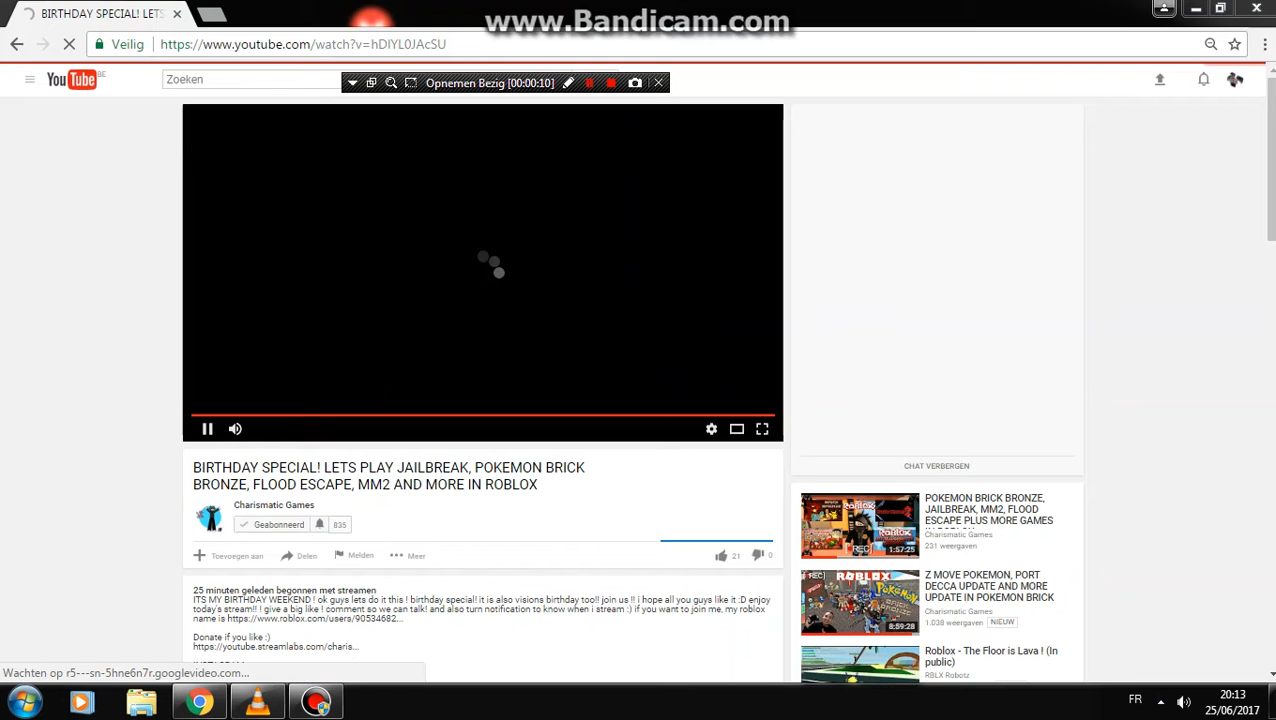 BIRTHDAY SPECIAL! LETS
www.Bandicam.com
Veilig
https://www.youtube.com/watch?v=hDIYL0JAcSU
YouTube BE
Zoeken
Opnemen Bezig [00:00:10]
BIRTHDAY SPECIAL! LETS PLAY JAILBREAK, POKEMON BRICK
BRONZE, FLOOD ESCAPE, MM2 AND MORE IN ROBLOX
Charismatic Games
Geabonneerd
835
Toevoegen aan
Delen
Melden
Meer
21
0
25 minuten geleden begonnen met streamen
ITS MY BIRTHDAY WEEKEND ! ok guys lets do it this ! birthday special! it is also visions birthday too!! join us !! i hope all you guys like it :D enjoy
today's stream!! ! give a big like ! comment so we can talk! and also turn notification to know when i stream :) if you want to join me, my roblox
name is https://www.roblox.com/users/90534682...
Donate if you like :)
https://youtube.streamlabs.com/charis...
CHAT VERBERGEN
1:57:25
POKEMON BRICK BRONZE,
JAILBREAK, MM2, FLOOD
ESCAPE PLUS MORE GAMES
Charismatic Games
231 weergaven
8:59:28
Z MOVE POKEMON, PORT
DECCA UPDATE AND MORE
UPDATE IN POKEMON BRICK
Charismatic Games
1.038 weergaven
NIEUW
Roblox - The Floor is Lava ! (In
public)
RBLX Robotz
Wachten op r5---sn-5hne6n7r.googlevideo.com...
FR
20:13
25/06/2017